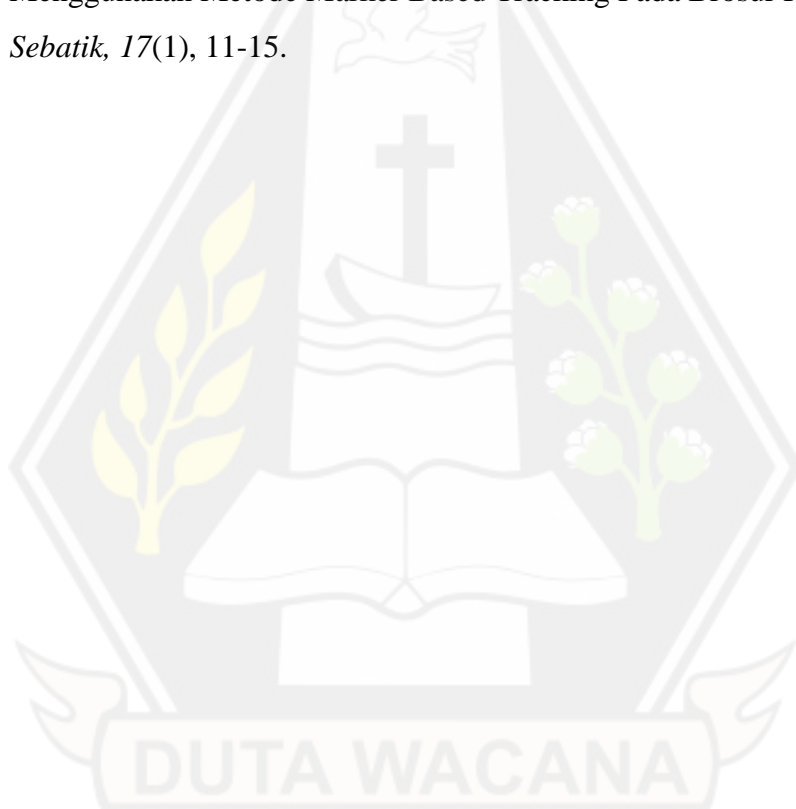 Menggunakan Metode Marker Based Tracking Pada Brosur
Sebatik, 17(1), 11-15.
DUTA WACANA